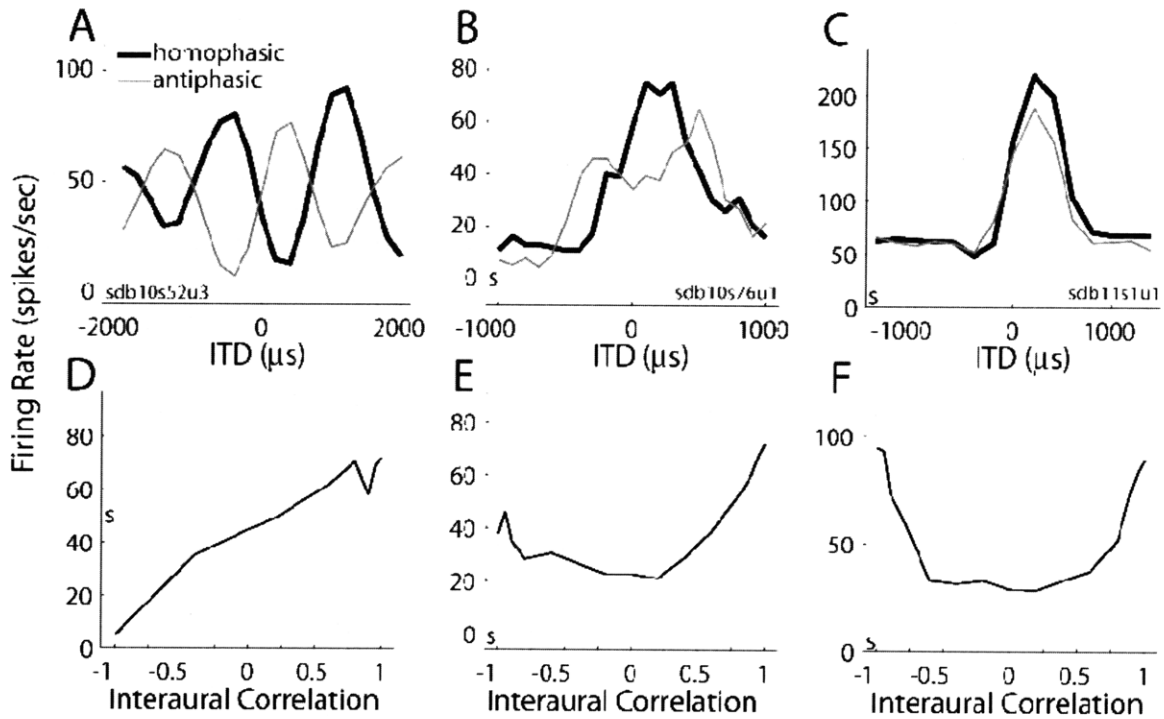 A
B
C
homophasic
antiphasic
Firing Rate (spikes/sec)
100
50
0
sdb10s52u3
-2000
0
2000
ITD (μs)
80
60
40
20
0
s
sdb10s76u1
-1000
0
1000
ITD (μs)
200
150
100
50
0
s
sdb11s1u1
-1000
0
1000
ITD (μs)
D
E
F
80
60
s
40
20
0
-1
-0.5
0
0.5
1
Interaural Correlation
80
60
40
20
0
s
-1
-0.5
0
0.5
1
Interaural Correlation
100
50
0
s
-1
-0.5
0
0.5
1
Interaural Correlation